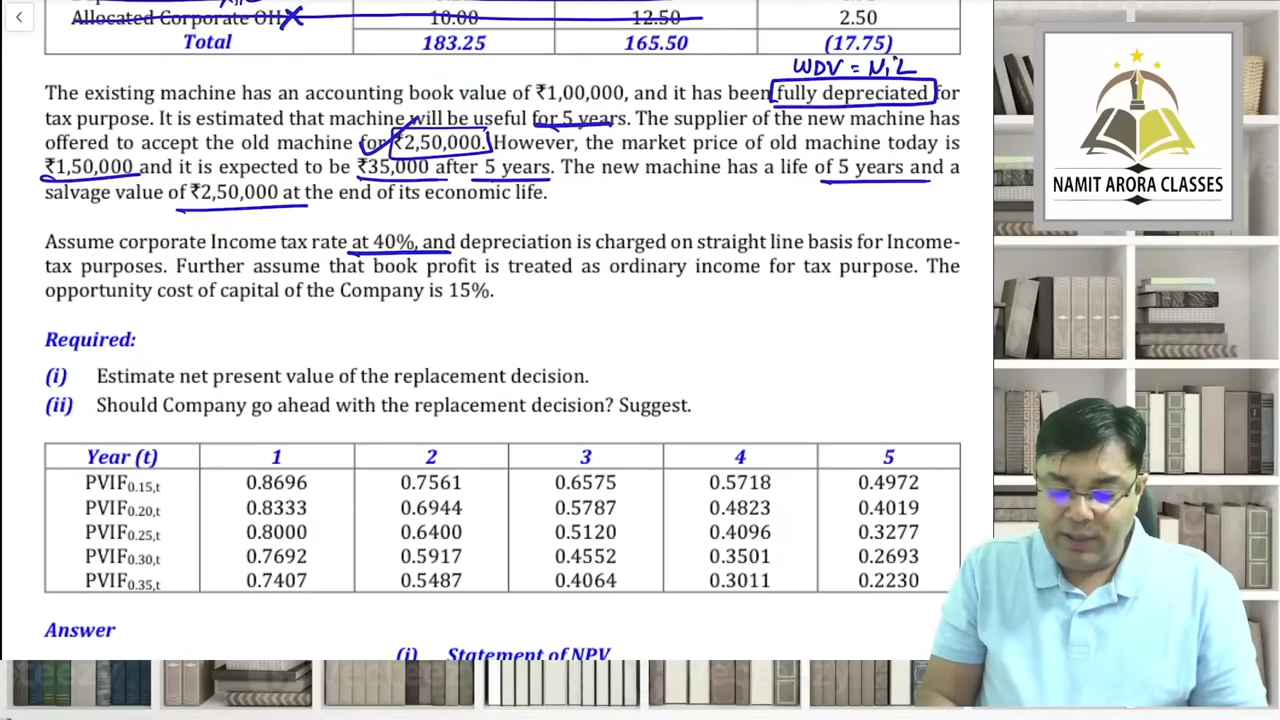 Allocated Corporate OH 10.00 12.50 2.50
Total 183.25 165.50 (17.75)
WDV = NIL
The existing machine has an accounting book value of ₹1,00,000, and it has been fully depreciated for
tax purpose. It is estimated that machine will be useful for 5 years. The supplier of the new machine has
offered to accept the old machine for ₹2,50,000. However, the market price of old machine today is
₹1,50,000 and it is expected to be ₹35,000 after 5 years. The new machine has a life of 5 years and a
salvage value of ₹2,50,000 at the end of its economic life.
Assume corporate Income tax rate at 40%, and depreciation is charged on straight line basis for Income-
tax purposes. Further assume that book profit is treated as ordinary income for tax purpose. The
opportunity cost of capital of the Company is 15%.
Required:
(i) Estimate net present value of the replacement decision.
(ii) Should Company go ahead with the replacement decision? Suggest.
Year (t) 1 2 3 4 5
PVIF0.15,t 0.8696 0.7561 0.6575 0.5718 0.4972
PVIF0.20,t 0.8333 0.6944 0.5787 0.4823 0.4019
PVIF0.25,t 0.8000 0.6400 0.5120 0.4096 0.3277
PVIF0.30,t 0.7692 0.5917 0.4552 0.3501 0.2693
PVIF0.35,t 0.7407 0.5487 0.4064 0.3011 0.2230
Answer
(i) Statement of NPV
NAMIT ARORA CLASSES